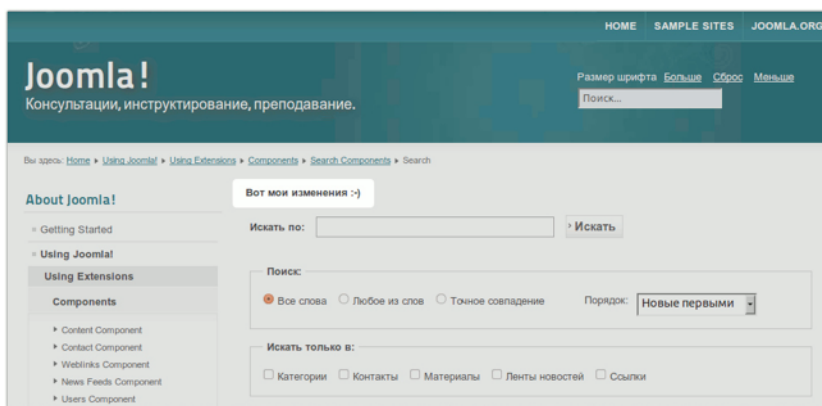 HOME SAMPLE SITES JOOMLA.ORG
Joomla!
Консультации, инструктирование, преподавание.
Размер шрифта Больше Сброс Меньше
Поиск...
Вы здесь: Home Using Joomla! Using Extensions Components Search Components Search
About Joomla!
Getting Started
Using Joomla!
Using Extensions
Components
Content Component
Contact Component
Weblinks Component
News Feeds Component
Users Component
Вот мои изменения :-)
Искать по: Искать
Поиск:
Все слова Любое из слов Точное совпадение Порядок: Новые первыми
Искать только в:
Категории Контакты Материалы Ленты новостей Ссылки